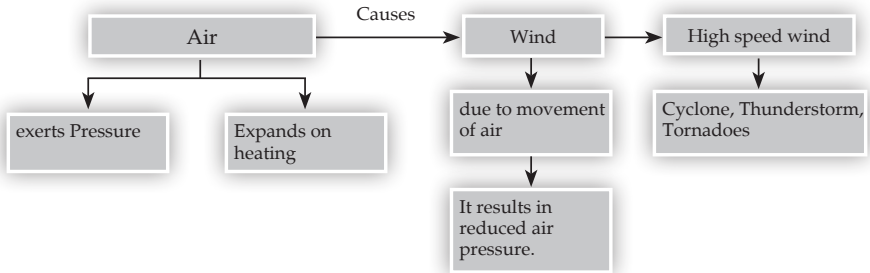 Causes
Air
Wind
High speed wind
exerts Pressure
Expands on
heating
due to movement
of air
Cyclone, Thunderstorm,
Tornadoes
It results in
reduced air
pressure.